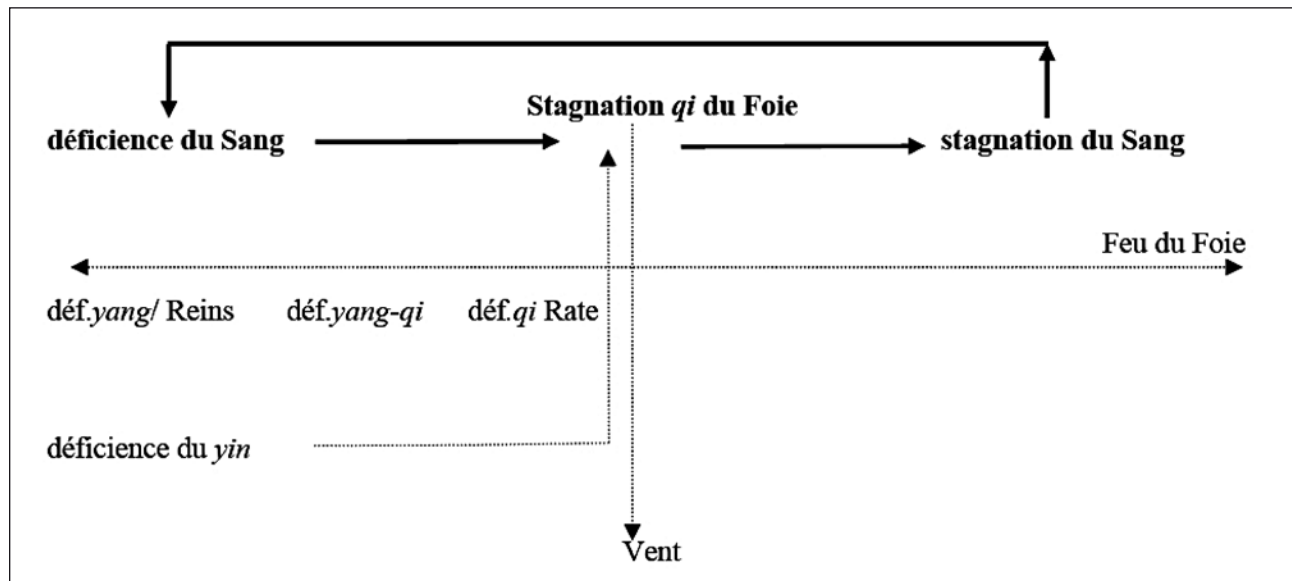 Stagnation qi du Foie
déficience du Sang
stagnation du Sang
Feu du Foie
déf.yang/ Reins
déf.yang-qi
déf.qi Rate
déficience du yin
Vent